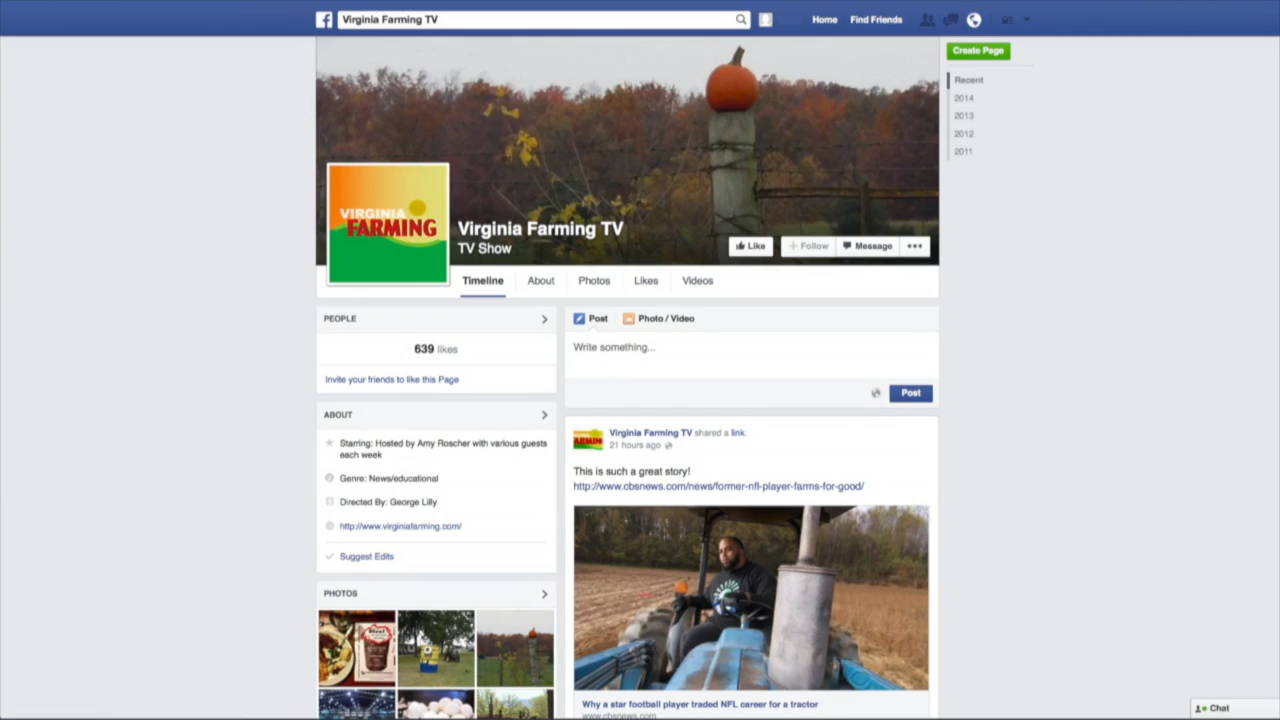 Virginia Farming TV
Home
Find Friends
Create Page
Recent
2014
2013
2012
2011
VIRGINIA
FARMING
Virginia Farming TV
TV Show
Like
Follow
Message
Timeline
About
Photos
Likes
Videos
PEOPLE
639 likes
Invite your friends to like this Page
ABOUT
Starring: Hosted by Amy Roscher with various guests
each week
Genre: News/educational
Directed By: George Lilly
http://www.virginiafarming.com/
Suggest Edits
PHOTOS
Post
Photo / Video
Write something...
Post
Virginia Farming TV shared a link.
21 hours ago
This is such a great story!
http://www.cbsnews.com/news/former-nfl-player-farms-for-good/
Why a star football player traded NFL career for a tractor
www.cbsnews.com
Chat